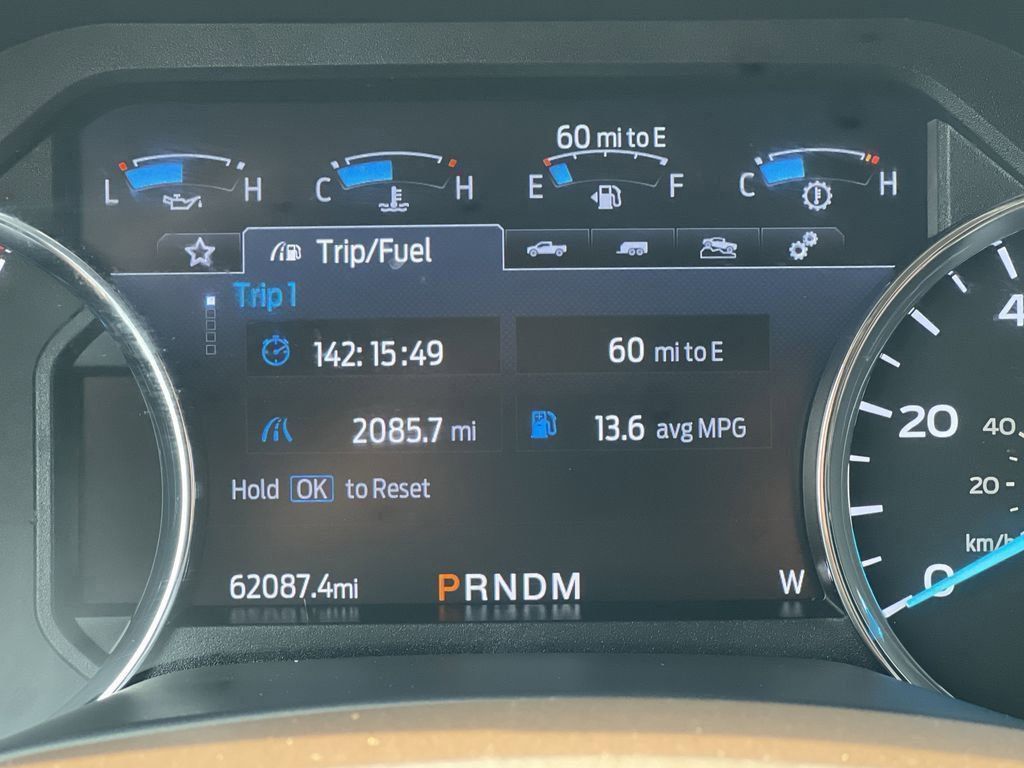 60 mi to E
L H C H E F C H
Trip/Fuel
Trip 1
142:15:49
60 mi to E
2085.7 mi
13.6 avg MPG
Hold OK to Reset
62087.4mi
PRNDM
W
20
0
40
20
km/h